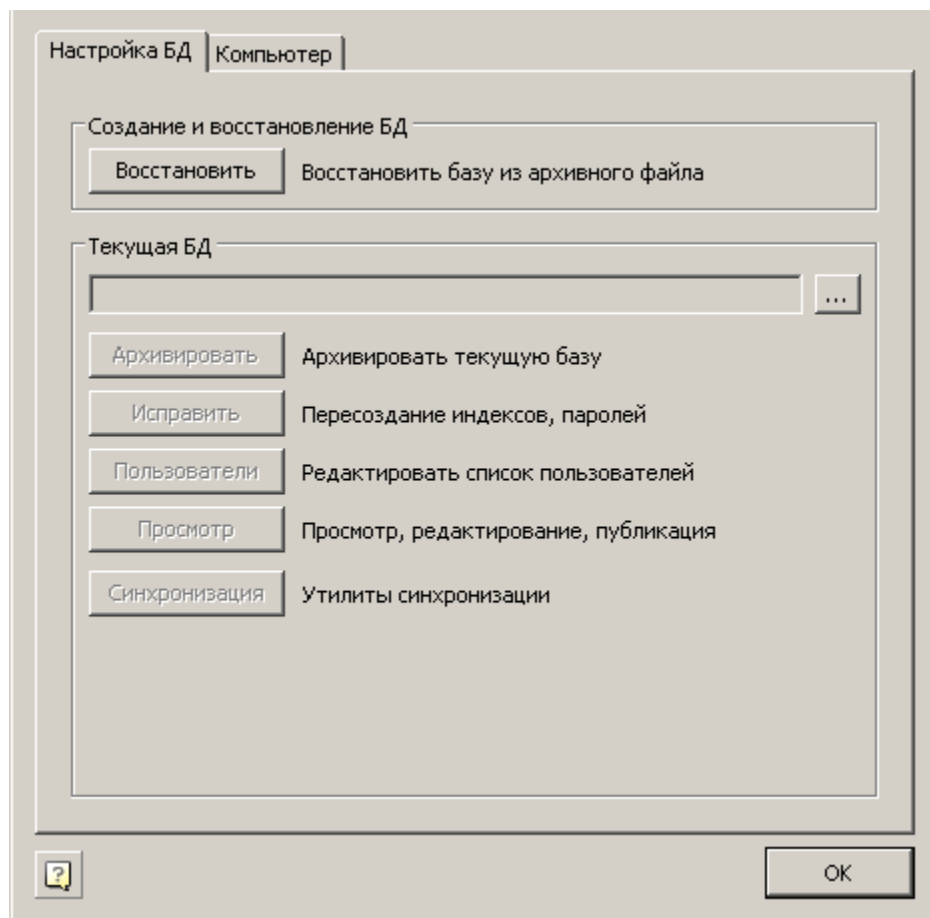 Настройка БД Компьютер
Создание и восстановление БД
Восстановить Восстановить базу из архивного файла
Текущая БД
...
Архивировать Архивировать текущую базу
Исправить Пересоздание индексов, паролей
Пользователи Редактировать список пользователей
Просмотр Просмотр, редактирование, публикация
Синхронизация Утилиты синхронизации
?
OK